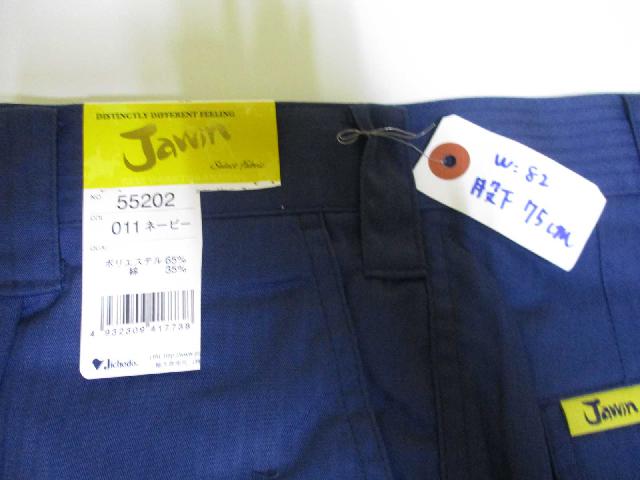 DISTINCTLY DIFFERENT FEELING
Jawin
Select Fabric
NO. 55202
COL
011 ネービー
QUA.
ポリエステル 65%
綿 35%
4 932309 417738
Jichodo
W: 82
股下 75cm
Jawin